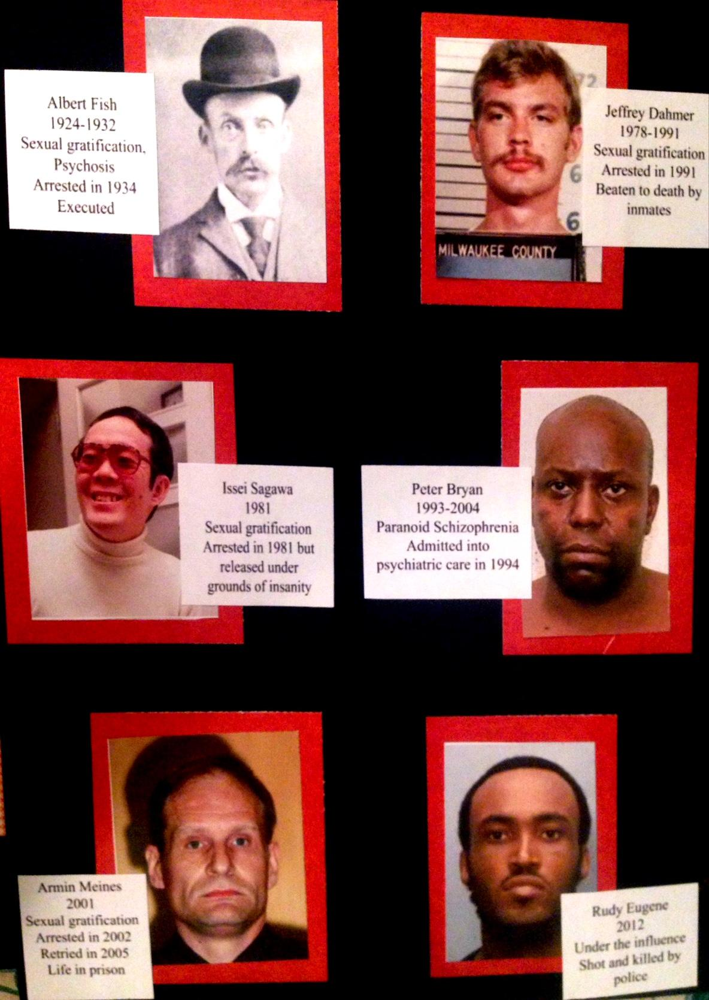 Albert Fish
1924-1932
Sexual gratification,
Psychosis
Arrested in 1934
Executed
72
6
6
MILWAUKEE COUNTY
Jeffrey Dahmer
1978-1991
Sexual gratification
Arrested in 1991
Beaten to death by
inmates
Issei Sagawa
1981
Sexual gratification
Arrested in 1981 but
released under
grounds of insanity
Peter Bryan
1993-2004
Paranoid Schizophrenia
Admitted into
psychiatric care in 1994
Armin Meines
2001
Sexual gratification
Arrested in 2002
Retried in 2005
Life in prison
Rudy Eugene
2012
Under the influence
Shot and killed by
police